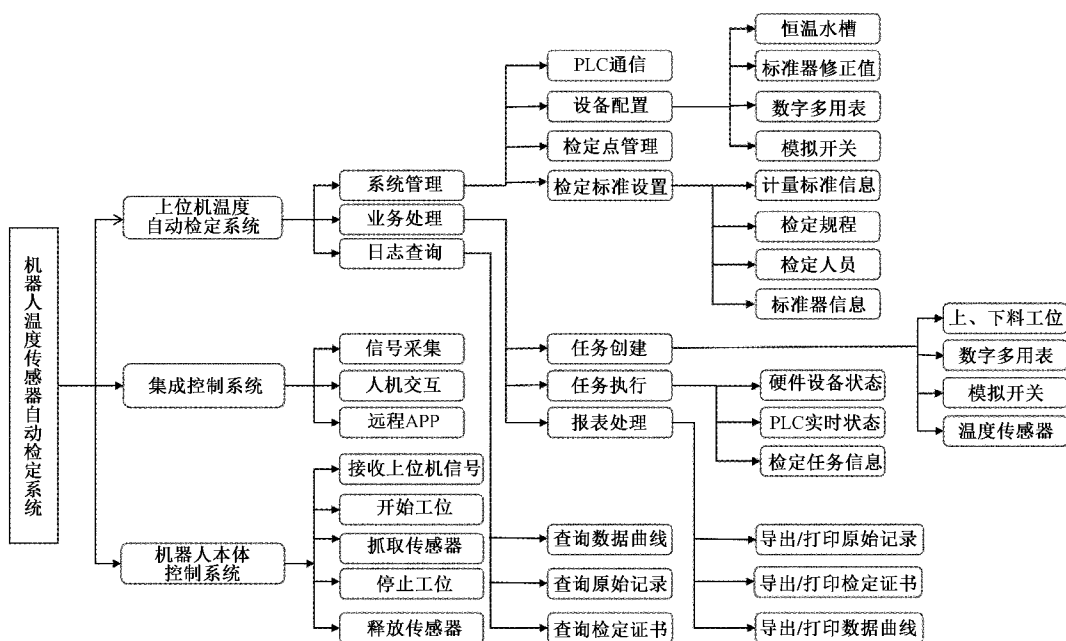 机器人温度传感器自动检定系统
上位机温度
自动检定系统
集成控制系统
机器人本体
控制系统
系统管理
业务处理
日志查询
信号采集
人机交互
远程APP
接收上位机信号
开始工位
抓取传感器
停止工位
释放传感器
PLC通信
设备配置
检定点管理
检定标准设置
任务创建
任务执行
报表处理
查询数据曲线
查询原始记录
查询检定证书
恒温水槽
标准器修正值
数字多用表
模拟开关
计量标准信息
检定规程
检定人员
标准器信息
硬件设备状态
PLC实时状态
检定任务信息
导出/打印原始记录
导出/打印检定证书
导出/打印数据曲线
上、下料工位
数字多用表
模拟开关
温度传感器